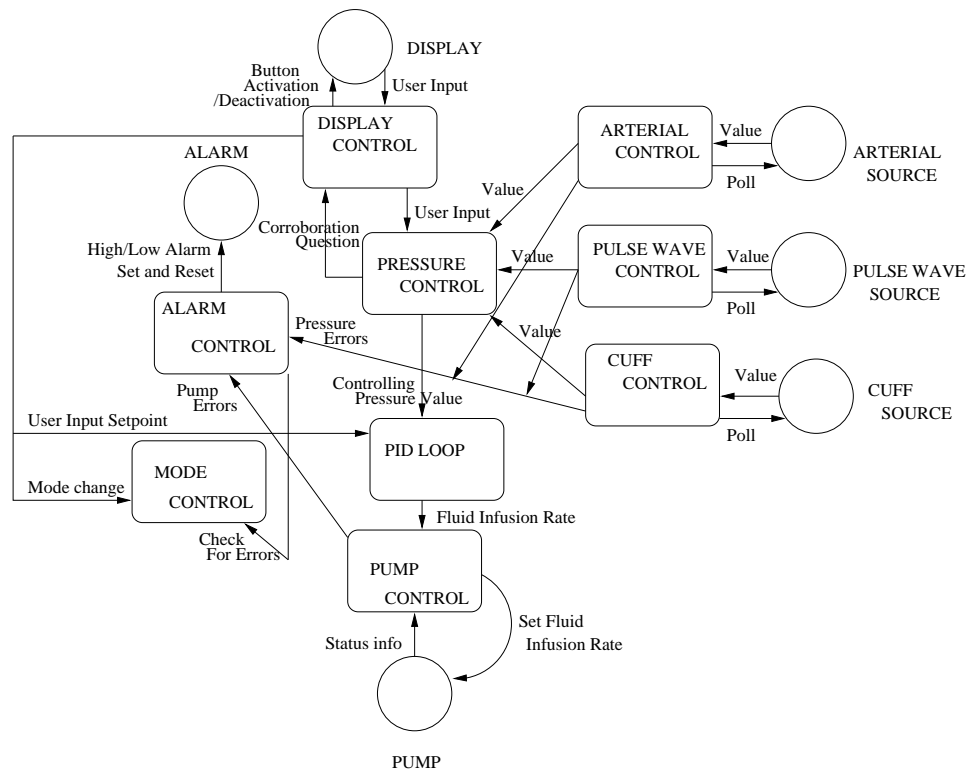 DISPLAY
Button
Activation
/Deactivation
User Input
DISPLAY
CONTROL
ARTERIAL
CONTROL
Value
Poll
ARTERIAL
SOURCE
ALARM
Value
User Input
Corroboration
Question
High/Low Alarm
Set and Reset
PRESSURE
CONTROL
Value
PULSE WAVE
CONTROL
Value
Poll
PULSE WAVE
SOURCE
ALARM
CONTROL
Pressure
Errors
Value
CUFF
CONTROL
Value
Poll
CUFF
SOURCE
Pump
Errors
Controlling
Pressure Value
User Input Setpoint
PID LOOP
MODE
CONTROL
Mode change
Check
For Errors
Fluid Infusion Rate
PUMP
CONTROL
Set Fluid
Infusion Rate
Status info
PUMP